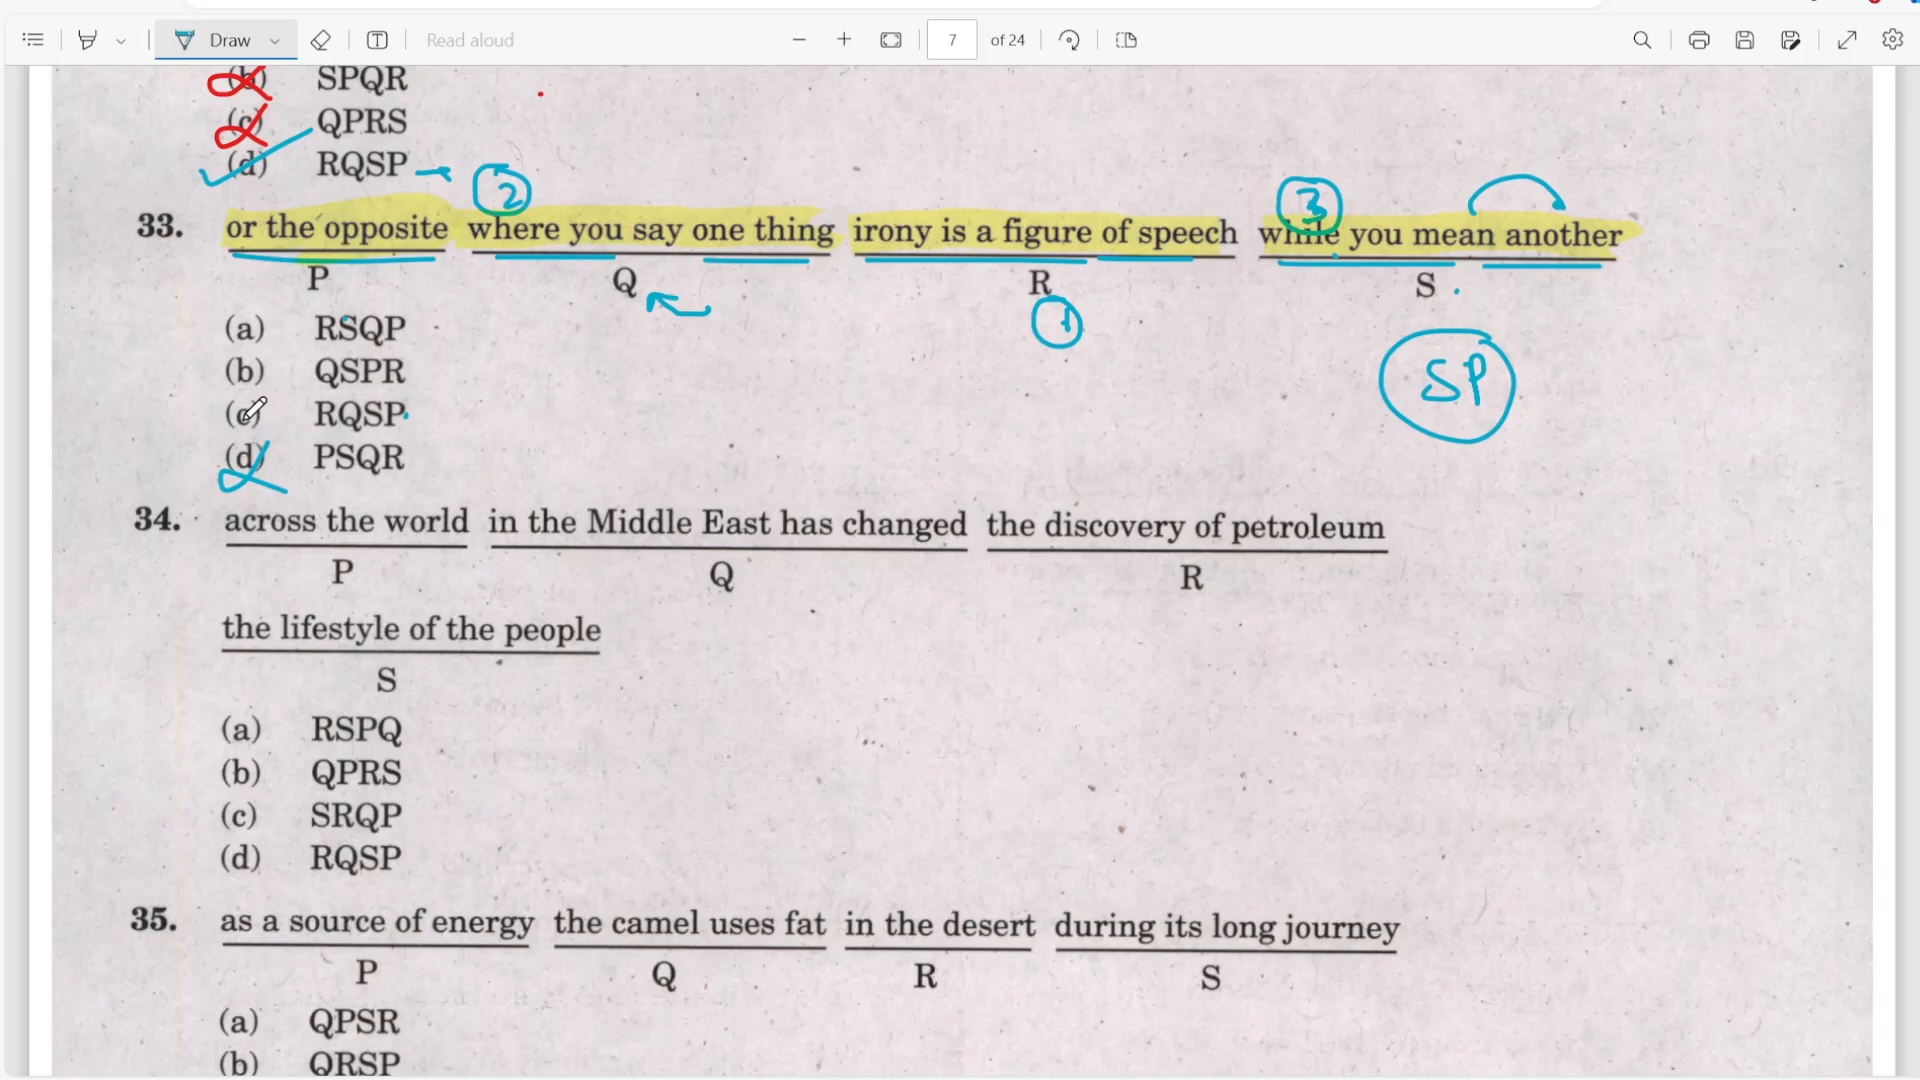 Draw
Read aloud
7 of 24
(b) SPQR
(c) QPRS
(d) RQSP
2
3
33. or the opposite where you say one thing irony is a figure of speech while you mean another
P Q R S
1
(a) RSQP
(b) QSPR
SP
(c) RQSP
(d) PSQR
34. across the world in the Middle East has changed the discovery of petroleum
P Q R
the lifestyle of the people
S
(a) RSPQ
(b) QPRS
(c) SRQP
(d) RQSP
35. as a source of energy the camel uses fat in the desert during its long journey
P Q R S
(a) QPSR
(b) QRSP